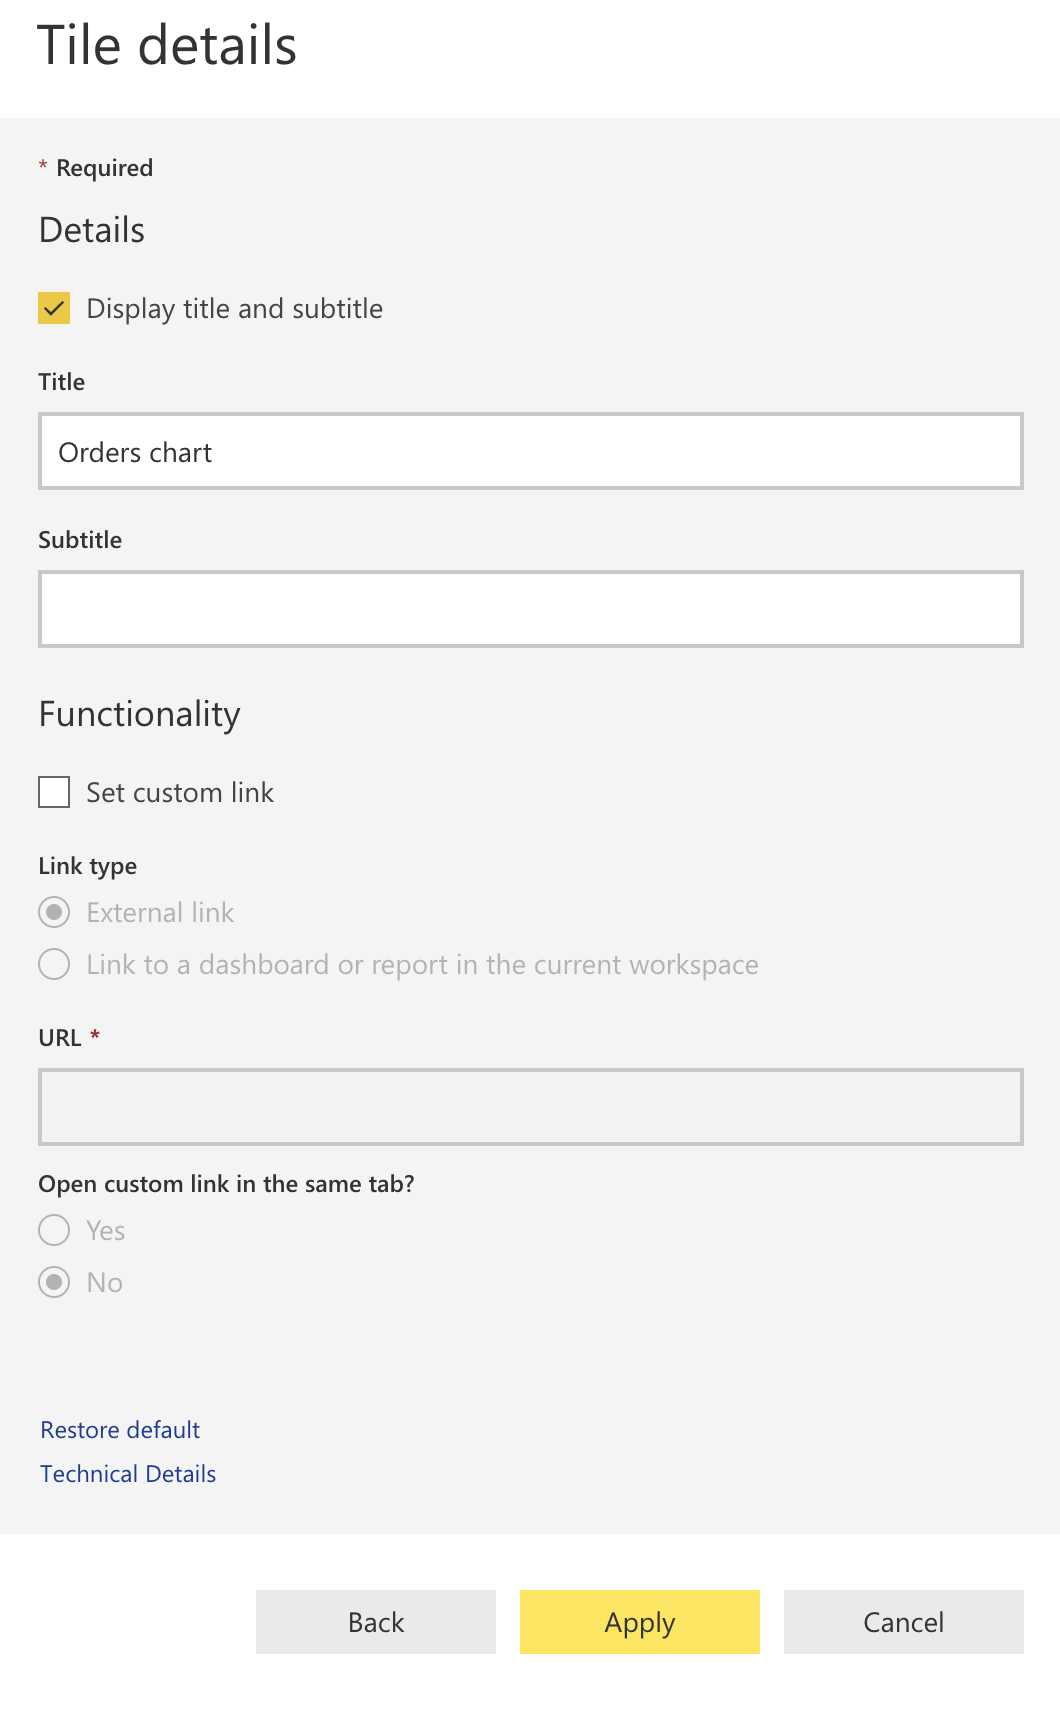 Tile details
* Required
Details
Display title and subtitle
Title
Orders chart
Subtitle
Functionality
Set custom link
Link type
External link
Link to a dashboard or report in the current workspace
URL *
Open custom link in the same tab?
Yes
No
Restore default
Technical Details
Back Apply Cancel